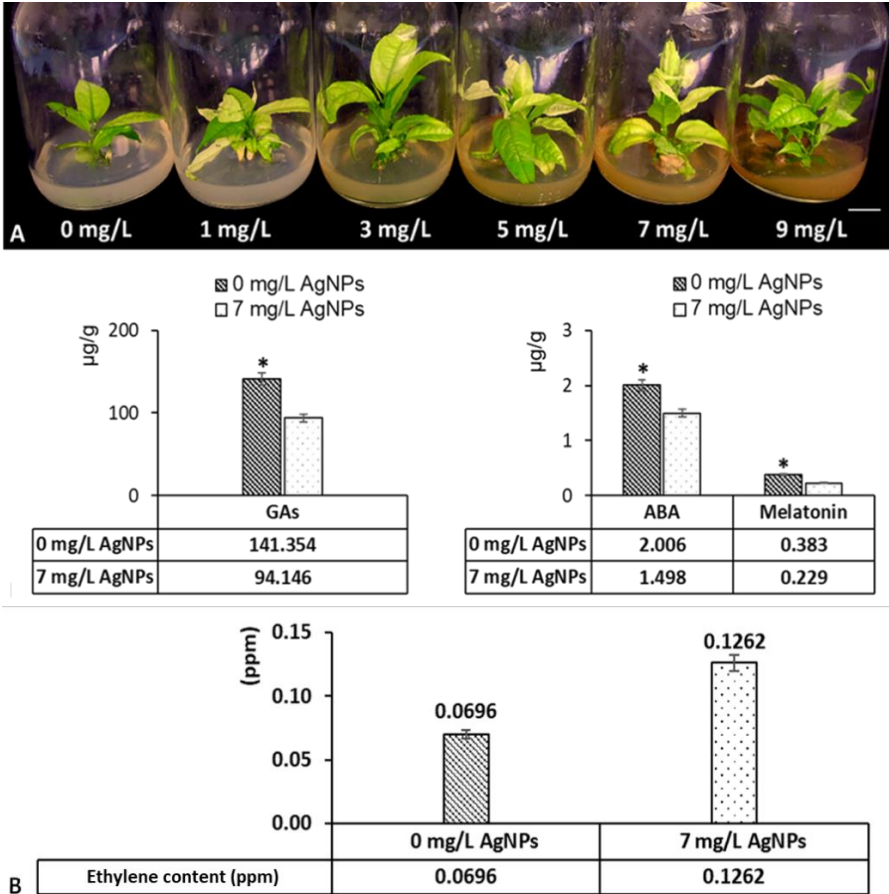 A 0 mg/L 1 mg/L 3 mg/L 5 mg/L 7 mg/L 9 mg/L
0 mg/L AgNPs
7 mg/L AgNPs
µg/g
200
100
0
*
GAs
0 mg/L AgNPs 141.354
7 mg/L AgNPs 94.146
0 mg/L AgNPs
7 mg/L AgNPs
µg/g
3
2
1
0
*
*
ABA Melatonin
0 mg/L AgNPs 2.006 0.383
7 mg/L AgNPs 1.498 0.229
(ppm)
0.15
0.10
0.05
0.00
0.0696
0.1262
0 mg/L AgNPs 7 mg/L AgNPs
B Ethylene content (ppm) 0.0696 0.1262